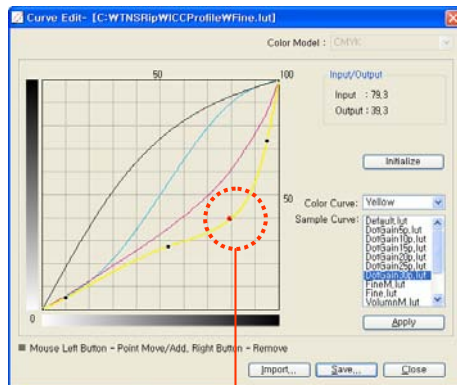 Curve Edit- [C:₩TNSRip₩ICCProfile₩Fine.lut]
Color Model : CMYK
50
100
50
0
Input/Output
Input : 79,3
Output : 39,3
Initialize
Color Curve: Yellow
Sample Curve:
Default.lut
DotGain5p.lut
DotGain10p.lut
DotGain15p.lut
DotGain20p.lut
DotGain25p.lut
DotGain30p.lut
FineM.lut
Fine.lut
VolumnM.lut
Apply
Mouse Left Button - Point Move/Add, Right Button - Remove
Import...
Save...
Close